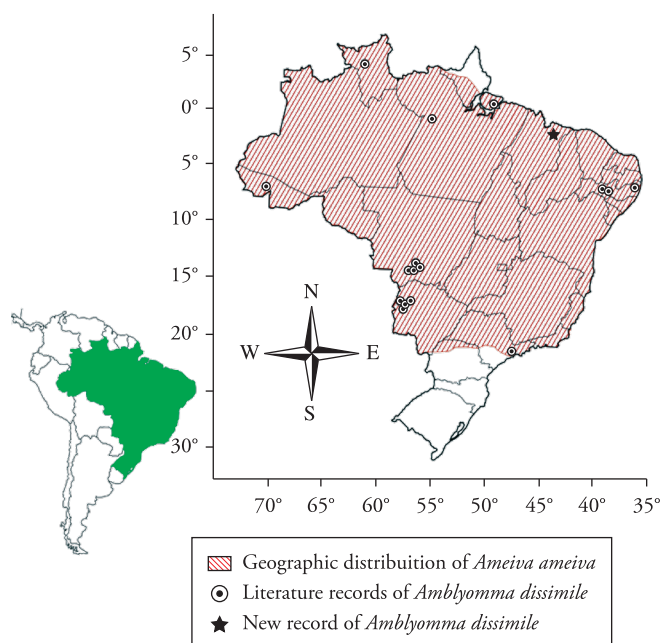 5°
0°
5°
10°
15°
20°
30°
N
W
E
S
70°
65°
60°
55°
50°
45°
40°
35°
Geographic distribuition of Ameiva ameiva
Literature records of Amblyomma dissimile
New record of Amblyomma dissimile